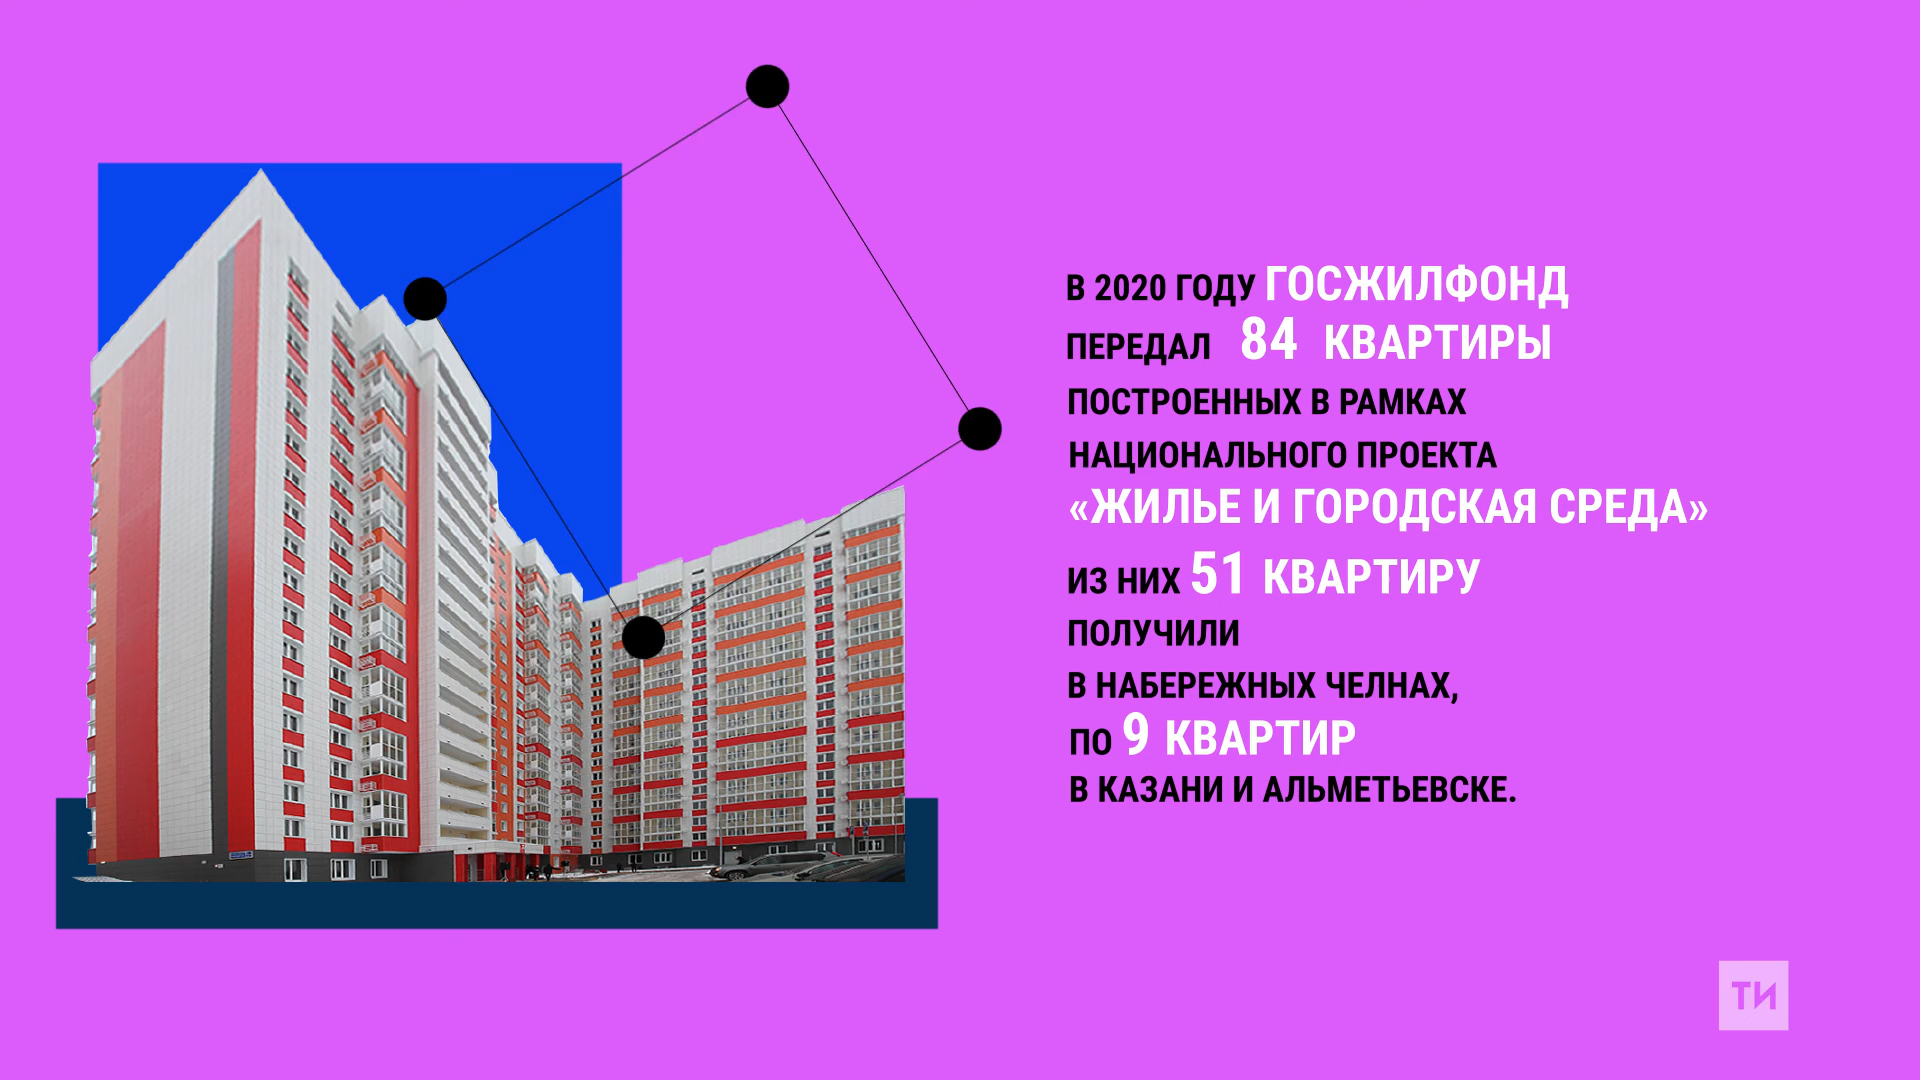 В 2020 ГОДУ ГОСЖИЛФОНД
ПЕРЕДАЛ 84 КВАРТИРЫ
ПОСТРОЕННЫХ В РАМКАХ
НАЦИОНАЛЬНОГО ПРОЕКТА
«ЖИЛЬЕ И ГОРОДСКАЯ СРЕДА»
ИЗ НИХ 51 КВАРТИРУ
ПОЛУЧИЛИ
В НАБЕРЕЖНЫХ ЧЕЛНАХ,
ПО 9 КВАРТИР
В КАЗАНИ И АЛЬМЕТЬЕВСКЕ.
ТИ